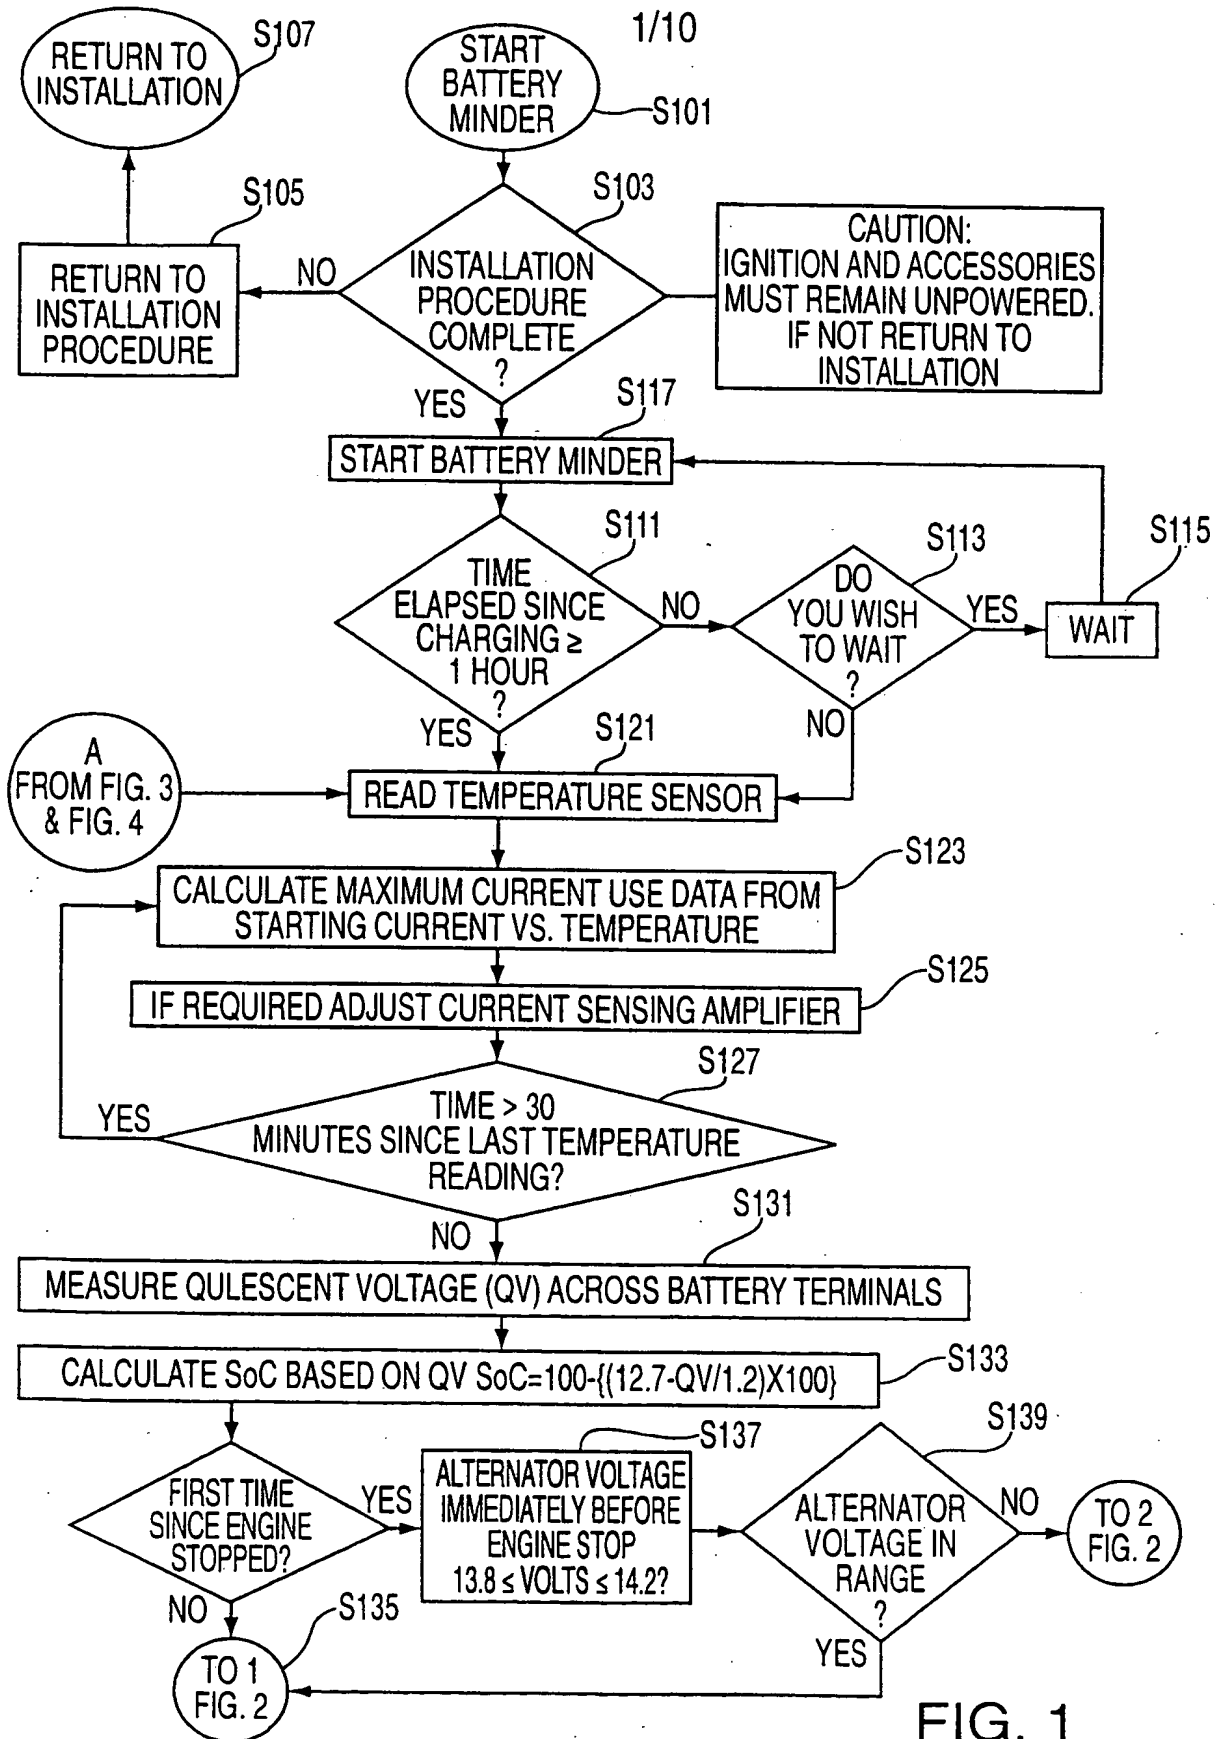 1/10
RETURN TO
INSTALLATION
S107
START
BATTERY
MINDER
S101
S105
RETURN TO
INSTALLATION
PROCEDURE
NO
S103
INSTALLATION
PROCEDURE
COMPLETE
?
CAUTION:
IGNITION AND ACCESSORIES
MUST REMAIN UNPOWERED.
IF NOT RETURN TO
INSTALLATION
YES
S117
START BATTERY MINDER
S111
TIME
ELAPSED SINCE
CHARGING ≥
1 HOUR
?
NO
S113
DO
YOU WISH
TO WAIT
?
YES
S115
WAIT
NO
YES
S121
A
FROM FIG. 3
& FIG. 4
READ TEMPERATURE SENSOR
S123
CALCULATE MAXIMUM CURRENT USE DATA FROM
STARTING CURRENT VS. TEMPERATURE
S125
IF REQUIRED ADJUST CURRENT SENSING AMPLIFIER
S127
YES
TIME > 30
MINUTES SINCE LAST TEMPERATURE
READING?
NO
S131
MEASURE QULESCENT VOLTAGE (QV) ACROSS BATTERY TERMINALS
CALCULATE SoC BASED ON QV SoC=100-{(12.7-QV/1.2)X100}
S133
FIRST TIME
SINCE ENGINE
STOPPED?
YES
S137
ALTERNATOR VOLTAGE
IMMEDIATELY BEFORE
ENGINE STOP
13.8 ≤ VOLTS ≤ 14.2?
S139
ALTERNATOR
VOLTAGE IN
RANGE
?
NO
TO 2
FIG. 2
NO
S135
TO 1
FIG. 2
YES
FIG. 1